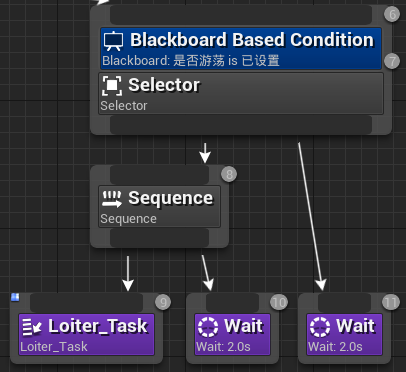 6
Blackboard Based Condition
Blackboard: 是否游荡 is 已设置
7
Selector
Selector
8
Sequence
Sequence
9
10
11
Loiter_Task
Loiter_Task
Wait
Wait: 2.0s
Wait
Wait: 2.0s